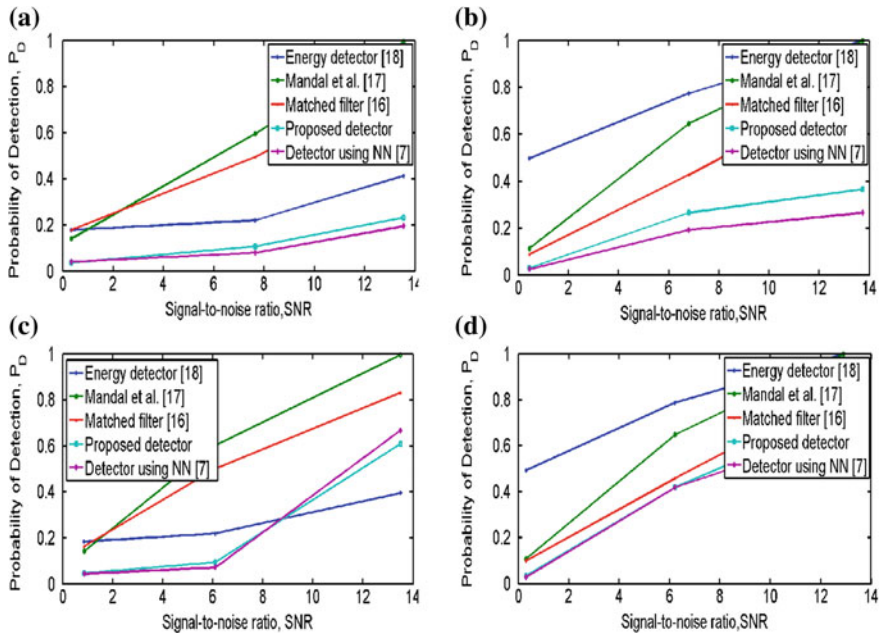 (a)
Probability of Detection, P_D
1
0.8
0.6
0.4
0.2
0
0 2 4 6 8 10 12 14
Signal-to-noise ratio,SNR
Energy detector [18]
Mandal et al. [17]
Matched filter [16]
Proposed detector
Detector using NN [7]
(b)
Probability of Detection, P_D
1
0.8
0.6
0.4
0.2
0
0 2 4 6 8 10 12 14
Signal-to-noise ratio,SNR
Energy detector [18]
Mandal et al. [17]
Matched filter [16]
Proposed detector
Detector using NN [7]
(c)
Probability of Detection, P_D
1
0.8
0.6
0.4
0.2
0
0 2 4 6 8 10 12 14
Signal-to-noise ratio, SNR
Energy detector [18]
Mandal et al. [17]
Matched filter [16]
Proposed detector
Detector using NN [7]
(d)
Probability of Detection, P_D
1
0.8
0.6
0.4
0.2
0
0 2 4 6 8 10 12 14
Signal-to-noise ratio,SNR
Energy detector [18]
Mandal et al. [17]
Matched filter [16]
Proposed detector
Detector using NN [7]